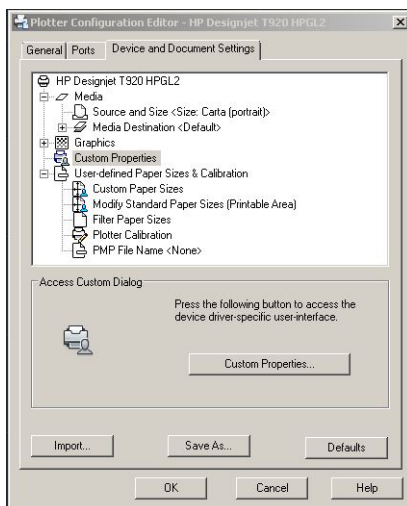 Plotter Configuration Editor - HP Designjet T920 HPGL2
General
Ports
Device and Document Settings
HP Designjet T920 HPGL2
Media
Source and Size <Size: Carta (portrait)>
Media Destination <Default>
Graphics
Custom Properties
User-defined Paper Sizes & Calibration
Custom Paper Sizes
Modify Standard Paper Sizes (Printable Area)
Filter Paper Sizes
Plotter Calibration
PMP File Name <None>
Access Custom Dialog
Press the following button to access the
device driver-specific user-interface.
Custom Properties...
Import...
Save As...
Defaults
OK
Cancel
Help